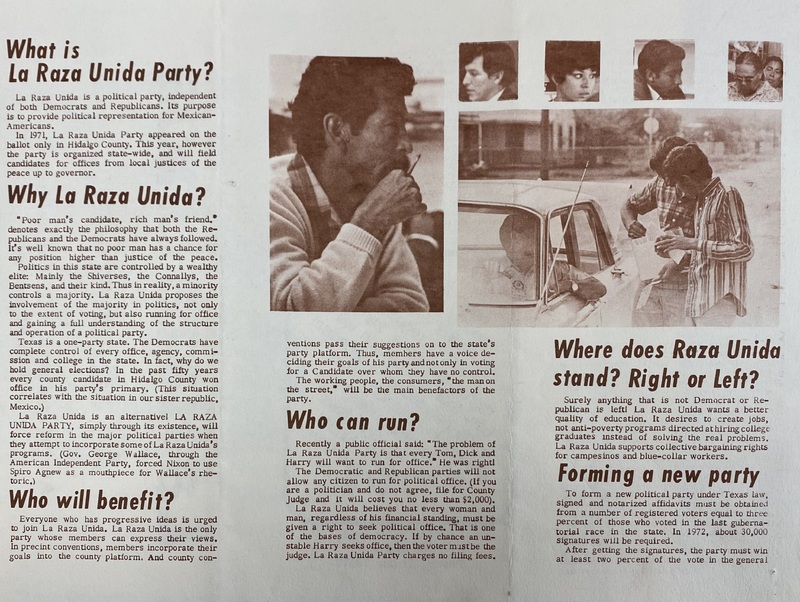 What is
La Raza Unida Party?
La Raza Unida is a political party, independent
of both Democrats and Republicans. Its purpose
is to provide political representation for Mexican-
Americans.
In 1971, La Raza Unida Party appeared on the
ballot only in Hidalgo County. This year, however
the party is organized state-wide, and will field
candidates for offices from local justices of the
peace up to governor.
Why La Raza Unida?
"Poor man's candidate, rich man's friend,"
denotes exactly the philosophy that both the Re-
publicans and the Democrats have always followed.
It's well known that no poor man has a chance for
any position higher than justice of the peace.
Politics in this state are controlled by a wealthy
elite: Mainly the Shiverses, the Connallys, the
Bentsens, and their kind. Thus in reality, a minority
controls a majority. La Raza Unida proposes the
involvement of the majority in politics, not only
to the extent of voting, but also running for office
and gaining a full understanding of the structure
and operation of a political party.
Texas is a one-party state. The Democrats have
complete control of every office, agency, commi-
ssion and college in the state. In fact, why do we
hold general elections? In the past fifty years
every county candidate in Hidalgo County won
office in his party's primary. (This situation
correlates with the situation in our sister republic,
Mexico.)
La Raza Unida is an alternative! LA RAZA
UNIDA PARTY, simply through its existence, will
force reform in the major political parties when
they attempt to incorporate some of La Raza Unida's
programs. (Gov. George Wallace, through the
American Independent Party, forced Nixon to use
Spiro Agnew as a mouthpiece for Wallace's rhe-
toric.)
Who will benefit?
Everyone who has progressive ideas is urged
to join La Raza Unida. La Raza Unida is the only
party whose members can express their views.
In precint conventions, members incorporate their
goals into the county platform. And county con-
ventions pass their suggestions on to the state's
party platform. Thus, members have a voice de-
ciding their goals of his party and not only in voting
for a Candidate over whom they have no control.
The working people, the consumers, "the man on
the street," will be the main benefactors of the
party.
Who can run?
Recently a public official said: "The problem of
La Raza Unida Party is that every Tom, Dick and
Harry will want to run for office." He was right!
The Democratic and Republican parties will not
allow any citizen to run for political office. (If you
are a politician and do not agree, file for County
Judge and it will cost you no less than $2,000).
La Raza Unida believes that every woman and
man, regardless of his financial standing, must be
given a right to seek political office. That is one
of the bases of democracy. If by chance an un-
stable Harry seeks office, then the voter must be the
judge. La Raza Unida Party charges no filing fees.
Where does Raza Unida
stand? Right or Left?
Surely anything that is not Democrat or Re-
publican is left! La Raza Unida wants a better
quality of education. It desires to create jobs,
not anti-poverty programs directed at hiring college
graduates instead of solving the real problems.
La Raza Unida supports collective bargaining rights
for campesinos and blue-collar workers.
Forming a new party
To form a new political party under Texas law,
signed and notarized affidavits must be obtained
from a number of registered voters equal to three
percent of those who voted in the last guberna-
torial race in the state. In 1972, about 30,000
signatures will be required.
After getting the signatures, the party must win
at least two percent of the vote in the general